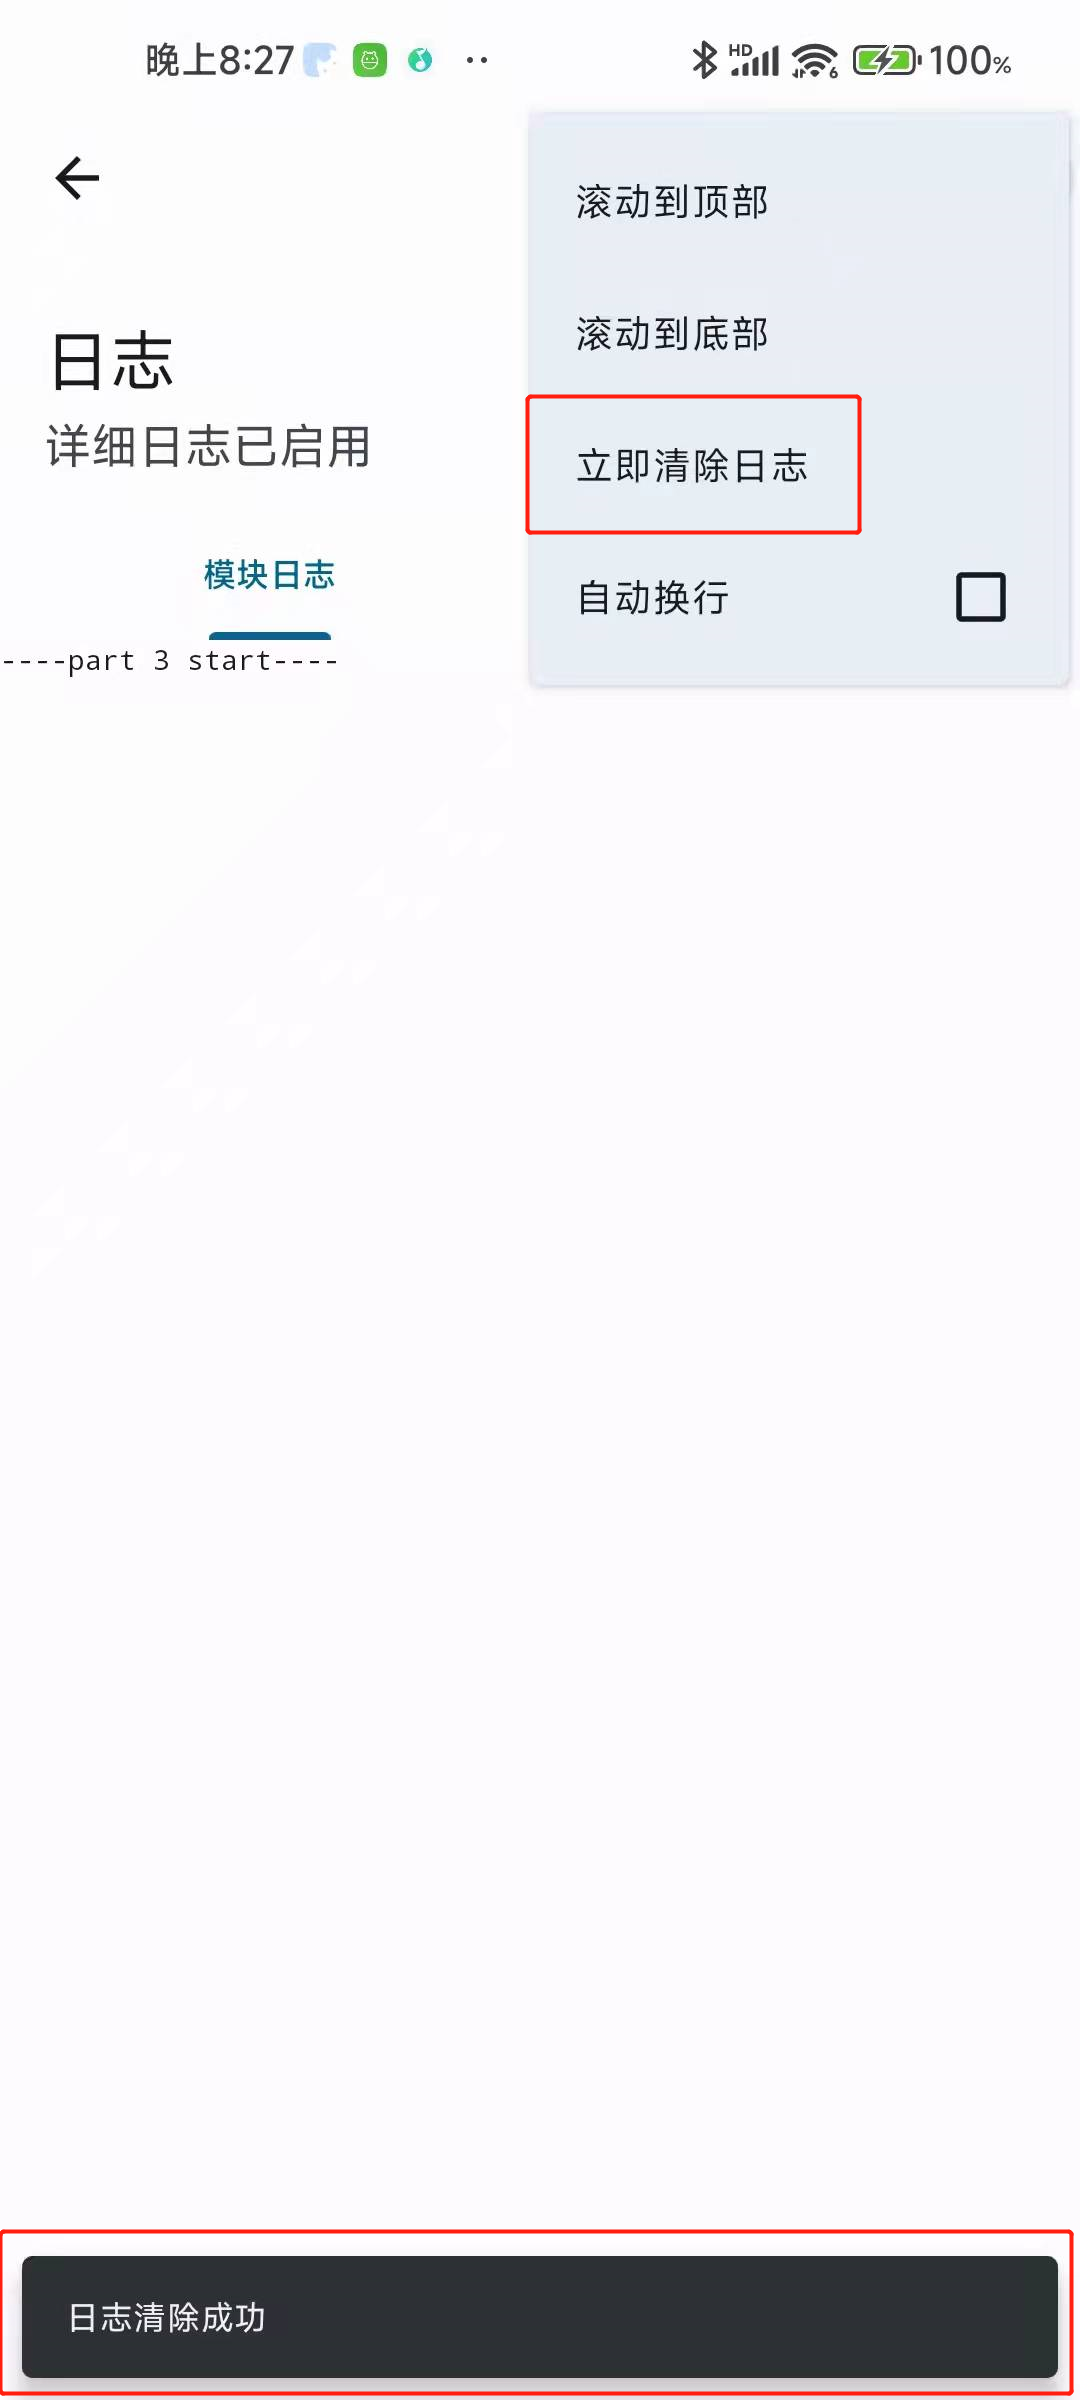 晚上8:27
HD
6
100%
滚动到顶部
滚动到底部
日志
详细日志已启用
立即清除日志
模块日志
自动换行
----part 3 start----
日志清除成功